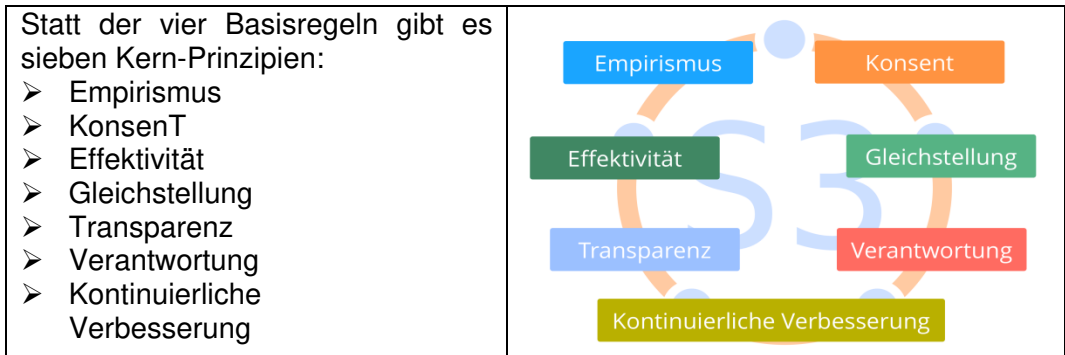 Statt der vier Basisregeln gibt es
sieben Kern-Prinzipien:
➢ Empirismus
➢ KonsenT
➢ Effektivität
➢ Gleichstellung
➢ Transparenz
➢ Verantwortung
➢ Kontinuierliche
Verbesserung
S3
Empirismus
Konsent
Effektivität
Gleichstellung
Transparenz
Verantwortung
Kontinuierliche Verbesserung